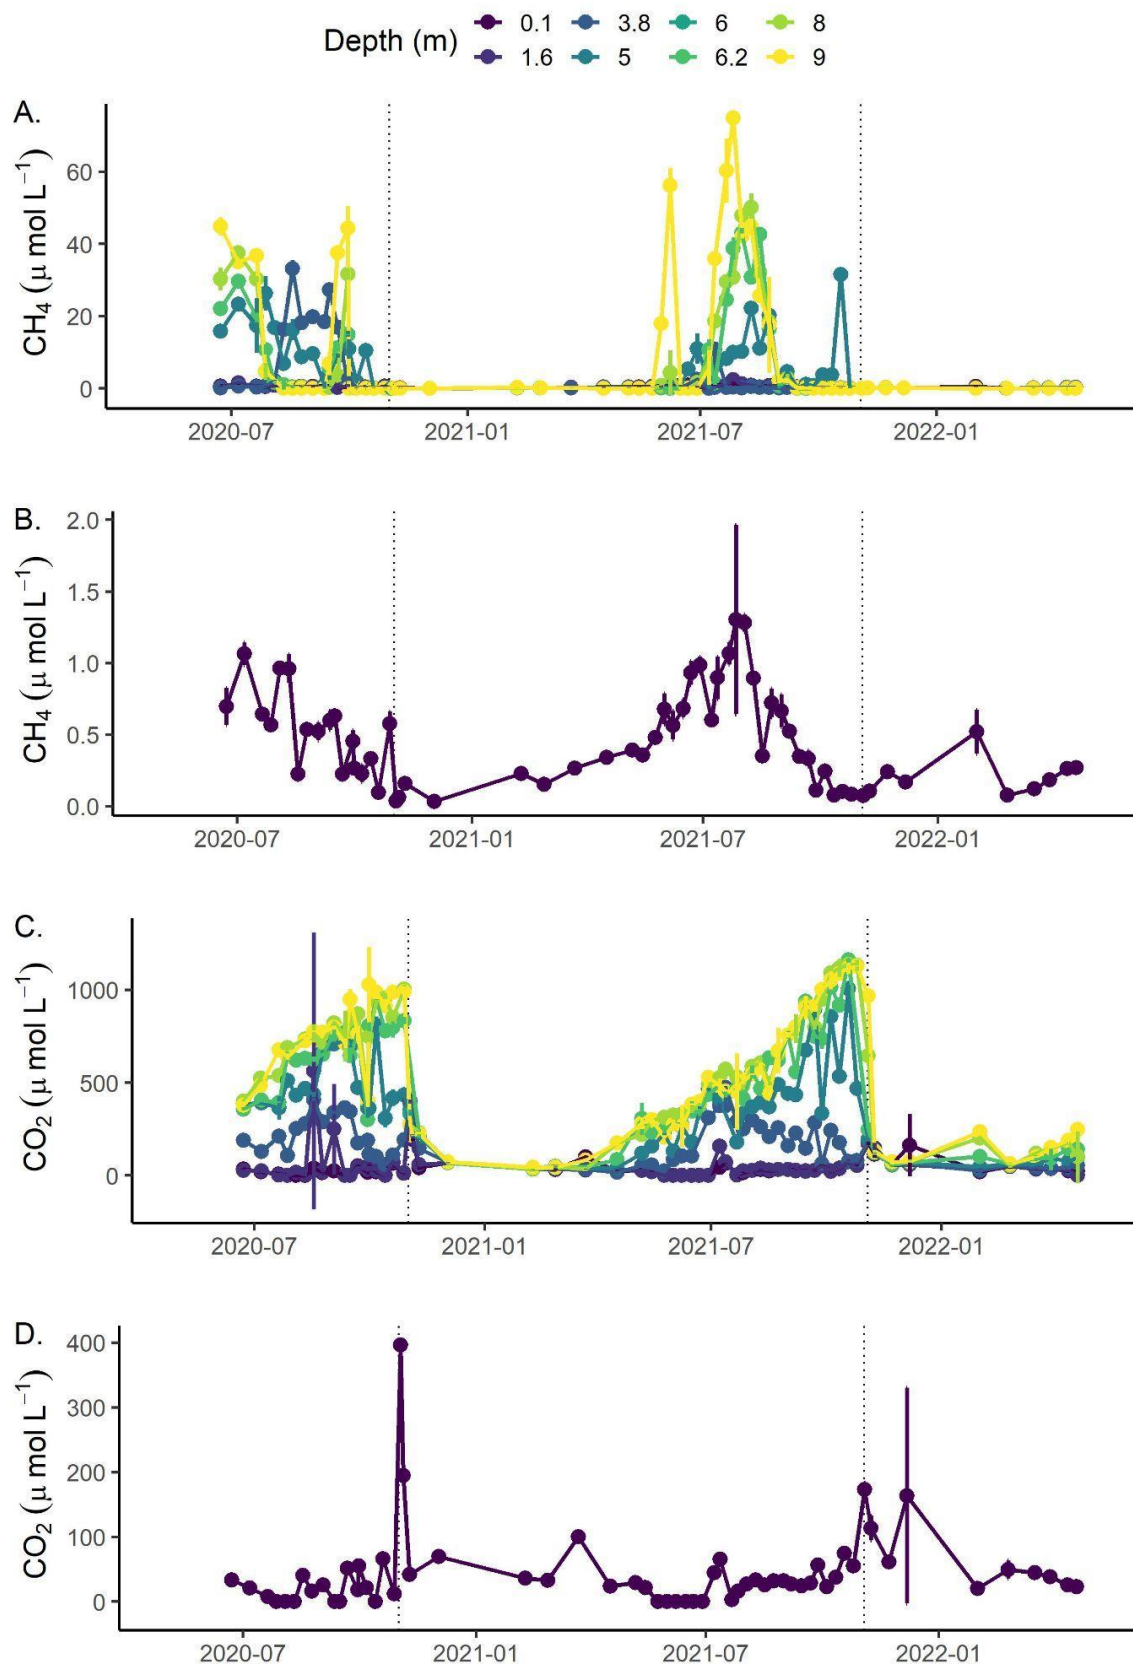 Depth (m) 0.1 3.8 6 8
1.6 5 6.2 9
A.
CH₄ (μ mol L⁻¹)
60
40
20
0
2020-07 2021-01 2021-07 2022-01
B.
CH₄ (μ mol L⁻¹)
2.0
1.5
1.0
0.5
0.0
2020-07 2021-01 2021-07 2022-01
C.
CO₂ (μ mol L⁻¹)
1000
500
0
2020-07 2021-01 2021-07 2022-01
D.
CO₂ (μ mol L⁻¹)
400
300
200
100
0
2020-07 2021-01 2021-07 2022-01